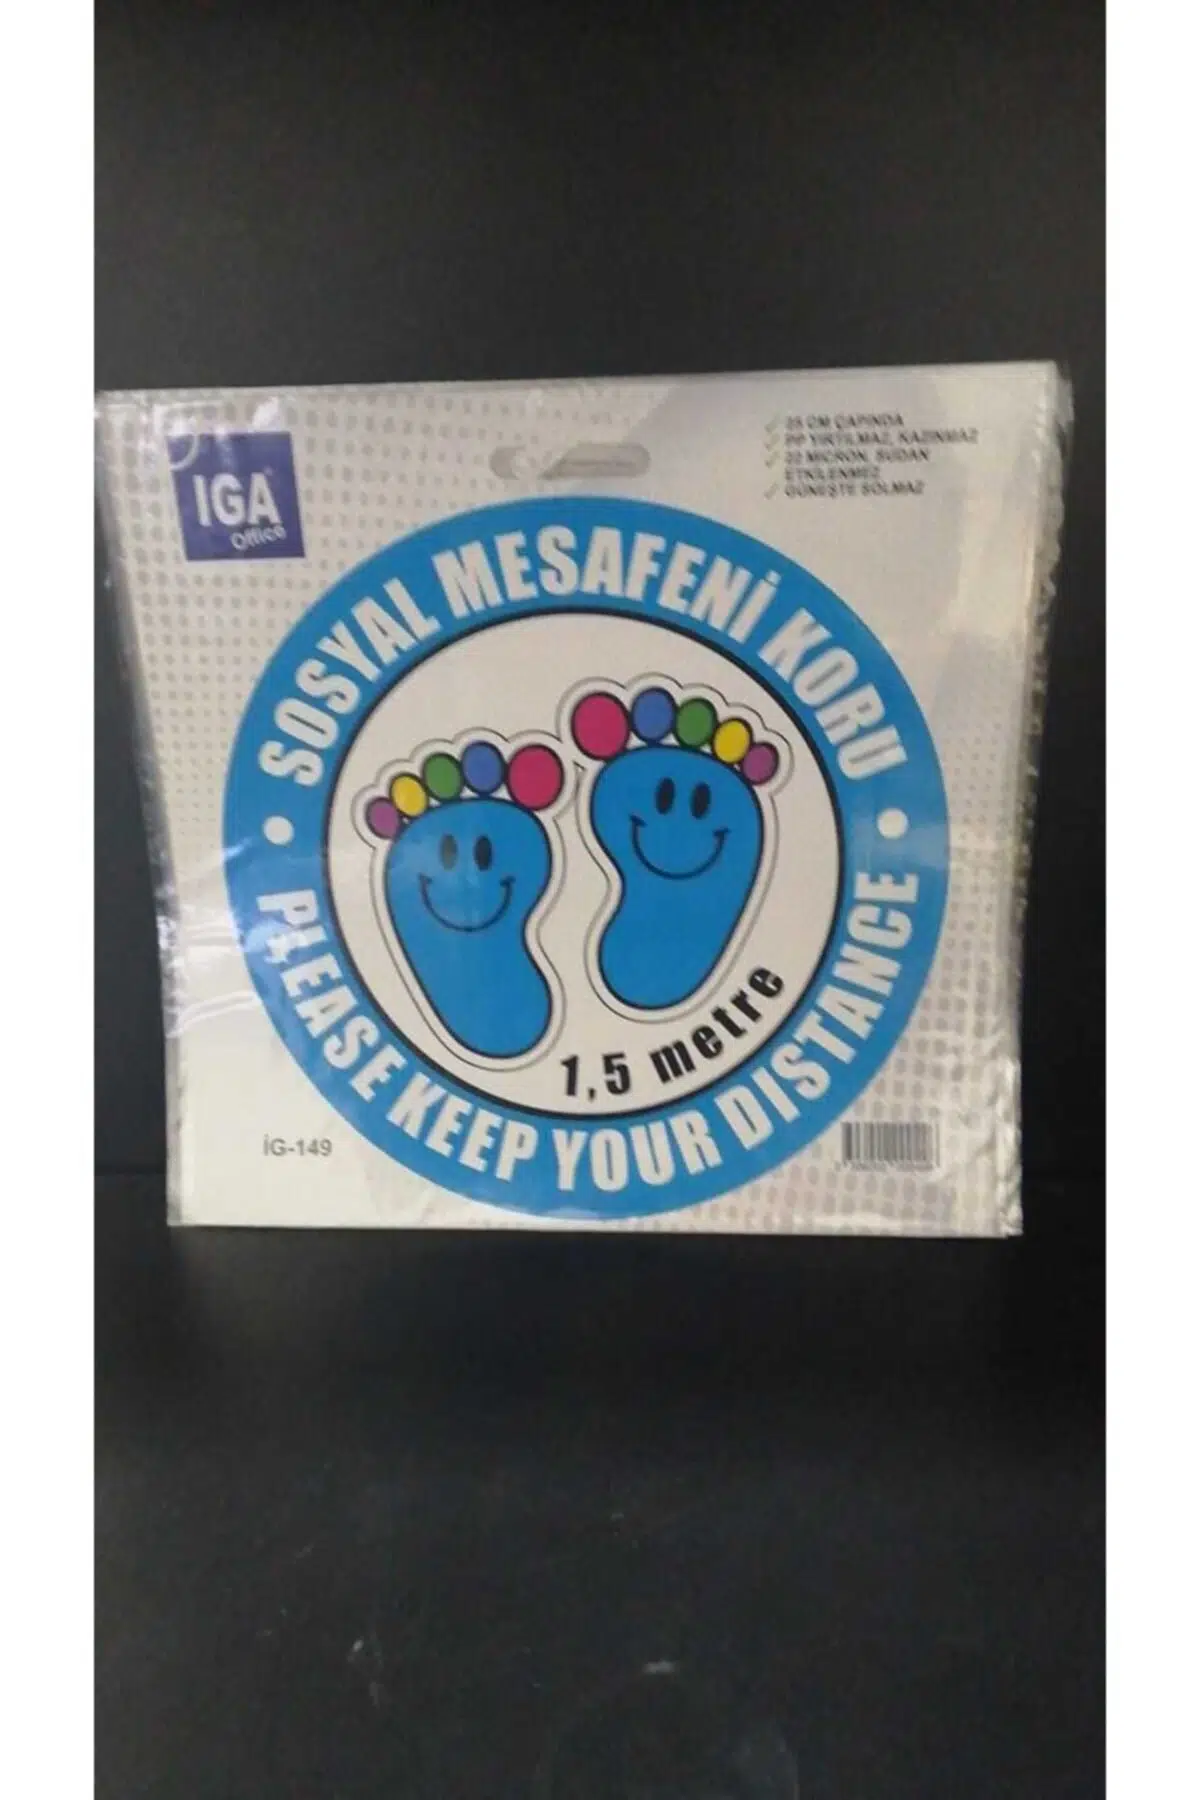 IGA
Office
35 CM ÇAPINDA
PP YIRTILMAZ, KAZINMAZ
32 MICRON, SUDAN
ETKİLENMEZ
GÜNEŞTE SOLMAZ
SOSYAL MESAFENİ KORU
1,5 metre
PLEASE KEEP YOUR DISTANCE
İG-149